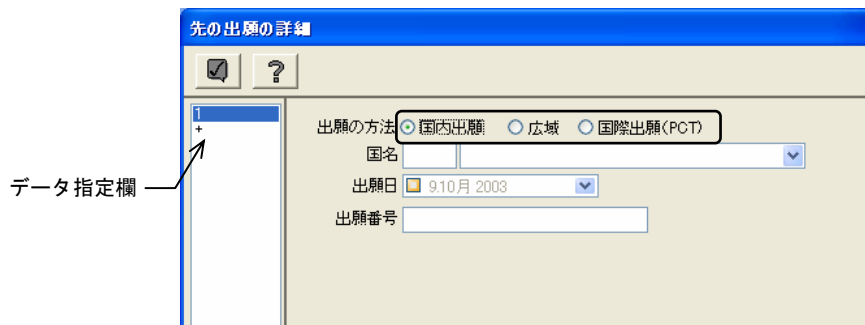 先の出願の詳細
?
1
+
出願の方法 国内出願 広域 国際出願(PCT)
国名
データ指定欄
出願日 9.10月 2003
出願番号